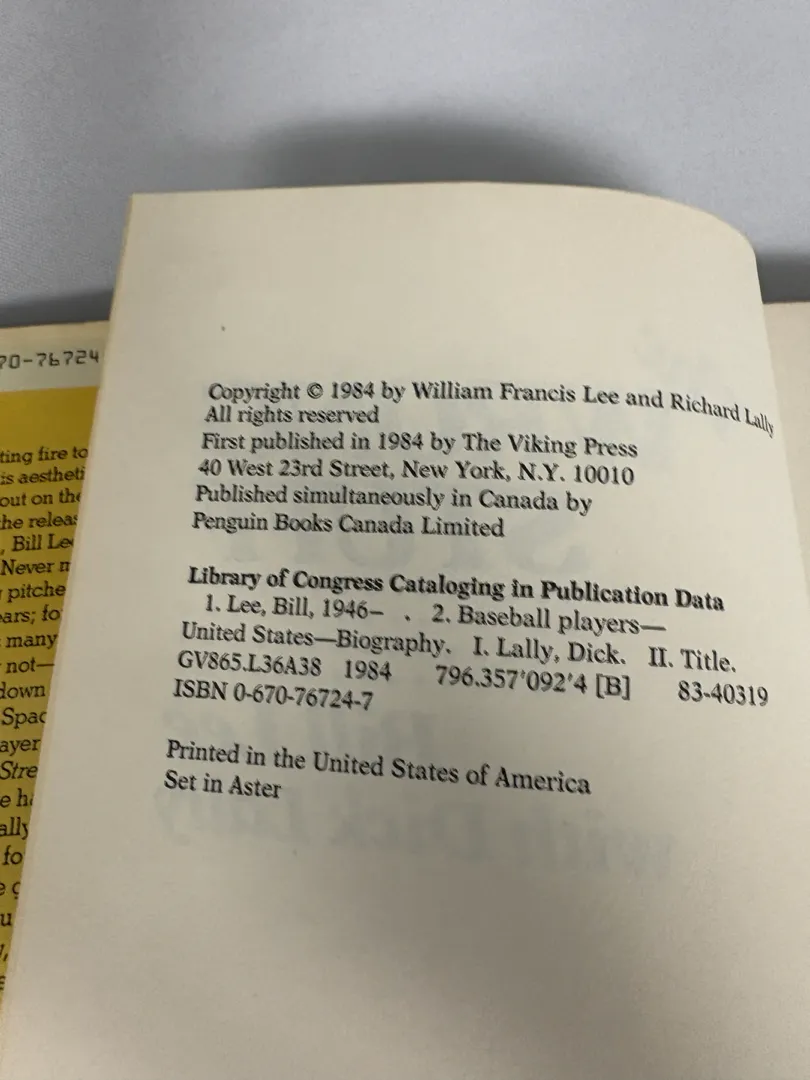 70-76724
ting fire to
is aestheti
out on the
he releas
, Bill Lee
Never m
pitche
ears; fo
many
not—
down
Spac
ayer
Stre
e ha
ally
fo
e g
u
Copyright © 1984 by William Francis Lee and Richard Lally
All rights reserved
First published in 1984 by The Viking Press
40 West 23rd Street, New York, N.Y. 10010
Published simultaneously in Canada by
Penguin Books Canada Limited
Library of Congress Cataloging in Publication Data
1. Lee, Bill, 1946– . 2. Baseball players—
United States—Biography. I. Lally, Dick. II. Title.
GV865.L36A38 1984 796.357'092'4 [B] 83-40319
ISBN 0-670-76724-7
Printed in the United States of America
Set in Aster